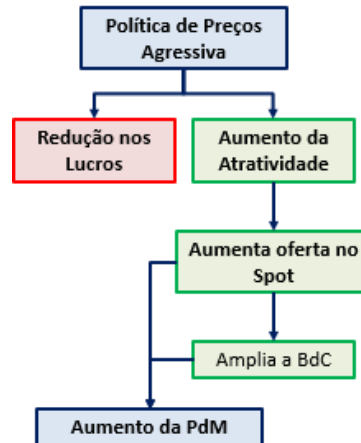 Política de Preços
Agressiva
Redução nos
Lucros
Aumento da
Atratividade
Aumenta oferta no
Spot
Amplia a BdC
Aumento da PdM